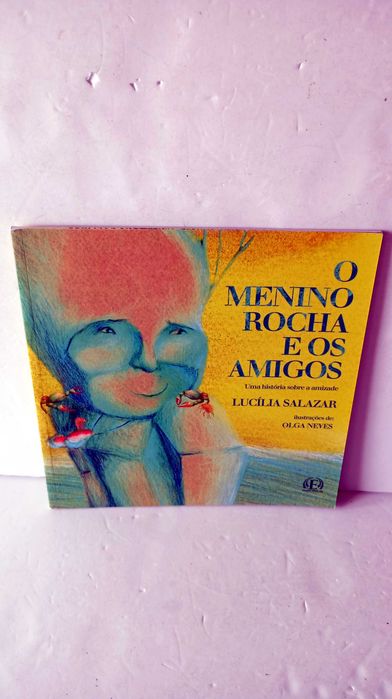 O
MENINO
ROCHA
E OS
AMIGOS
Uma história sobre a amizade
LUCÍLIA SALAZAR
ilustrações de:
OLGA NEVES